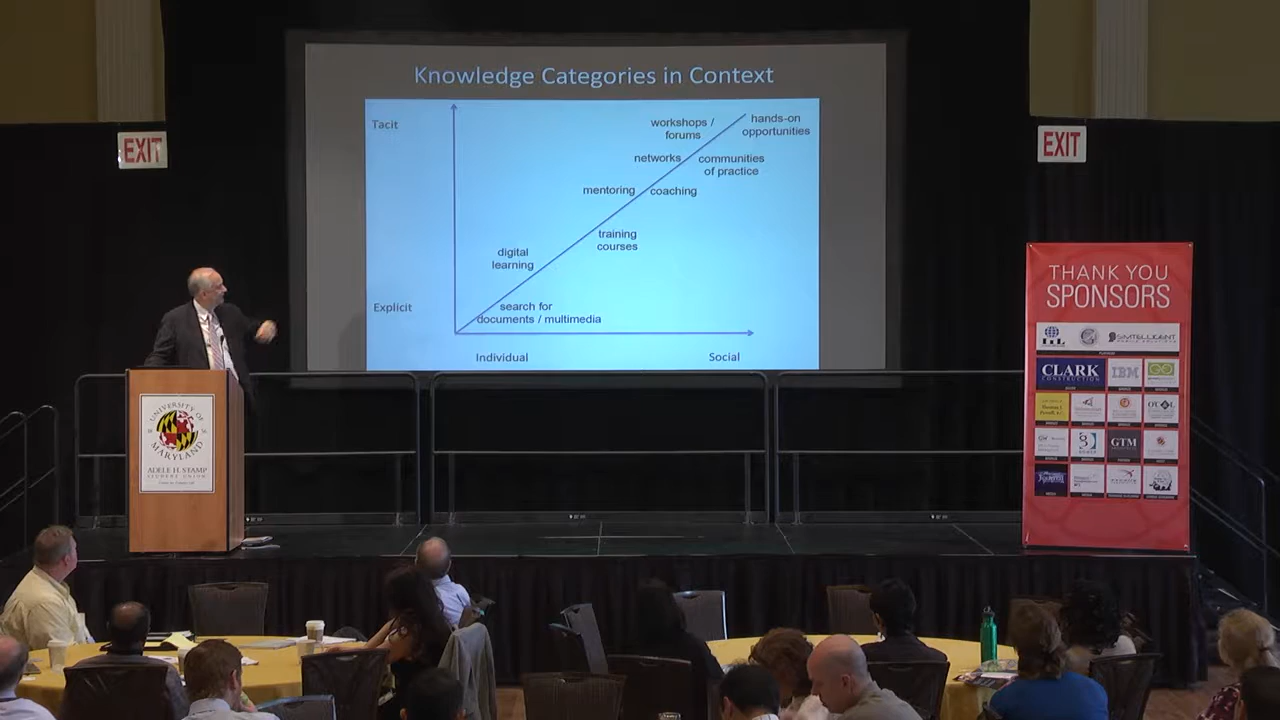 Knowledge Categories in Context
Tacit
workshops /
forums
hands-on
opportunities
networks
communities
of practice
mentoring
coaching
training
courses
digital
learning
Explicit
search for
documents / multimedia
Individual
Social
EXIT
EXIT
UNIVERSITY OF
MARYLAND
ADELE H. STAMP
STUDENT UNION
THANK YOU
SPONSORS
SIMTELLIGENT
CLARK
CONSTRUCTION
IBM
GTM